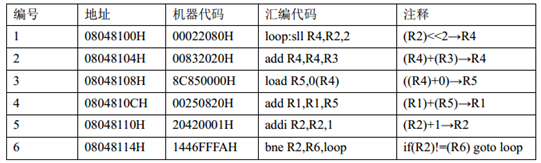 编号 地址 机器代码 汇编代码 注释
1 08048100H 00022080H loop:sll R4,R2,2 (R2)<<2→R4
2 08048104H 00832020H add R4,R4,R3 (R4)+(R3)→R4
3 08048108H 8C850000H load R5,0(R4) ((R4)+0)→R5
4 0804810CH 00250820H add R1,R1,R5 (R1)+(R5)→R1
5 08048110H 20420001H addi R2,R2,1 (R2)+1→R2
6 08048114H 1446FFFAH bne R2,R6,loop if(R2)!=(R6) goto loop